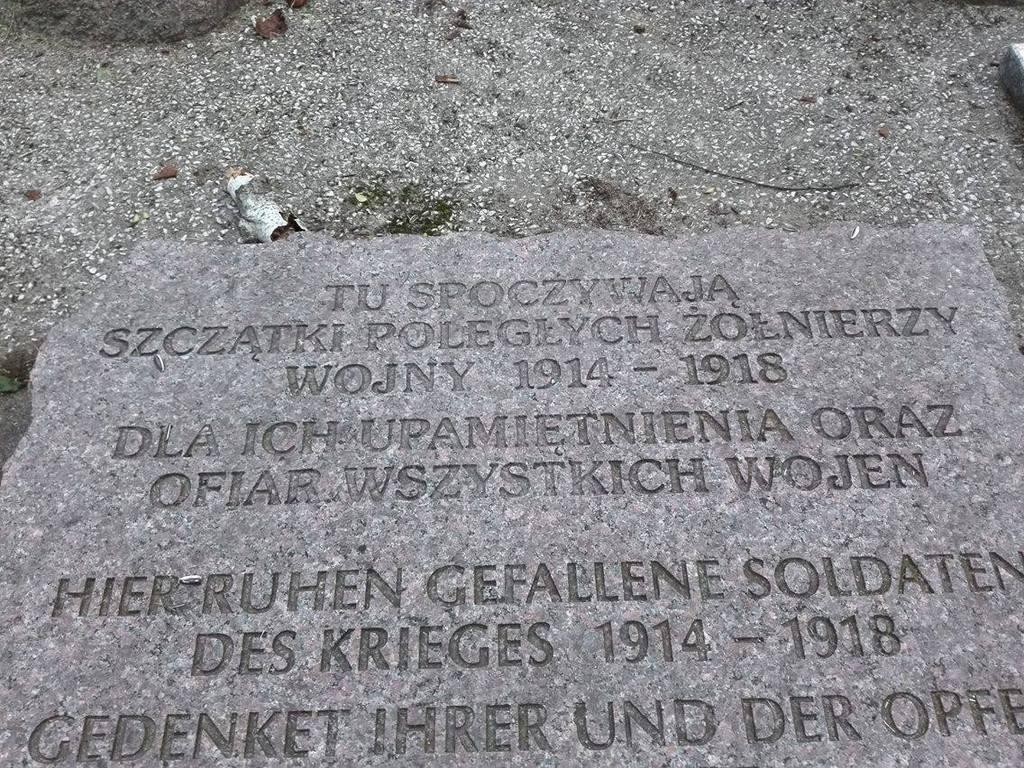 TU SPOCZYWAJĄ
SZCZĄTKI POLEGŁYCH ŻOŁNIERZY
WOJNY 1914 - 1918
DLA ICH UPAMIĘTNIENIA ORAZ
OFIAR WSZYSTKICH WOJEN
HIER RUHEN GEFALLENE SOLDATEN
DES KRIEGES 1914 - 1918
GEDENKET IHRER UND DER OPFE